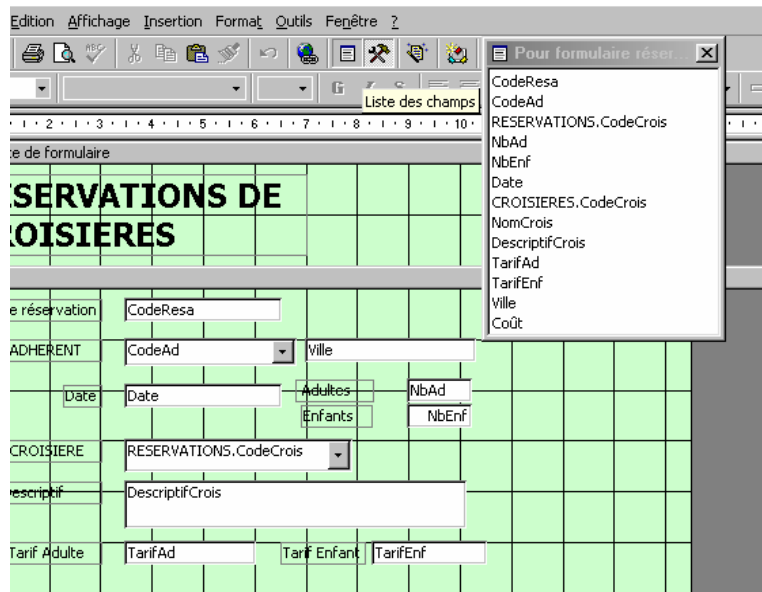 Edition Affichage Insertion Format Outils Fenêtre ?
Pour formulaire réser...
G I S
Liste des champs
2 3 4 5 6 7 8 9 10
CodeResa
CodeAd
RESERVATIONS.CodeCrois
NbAd
NbEnf
Date
CROISIERES.CodeCrois
NomCrois
DescriptifCrois
TarifAd
TarifEnf
Ville
Coût
te de formulaire
SERVATIONS DE
ROISIERES
e réservation CodeResa
ADHERENT CodeAd Ville
Date Date Adultes NbAd
Enfants NbEnf
CROISIERE RESERVATIONS.CodeCrois
Descriptif DescriptifCrois
Tarif Adulte TarifAd Tarif Enfant TarifEnf